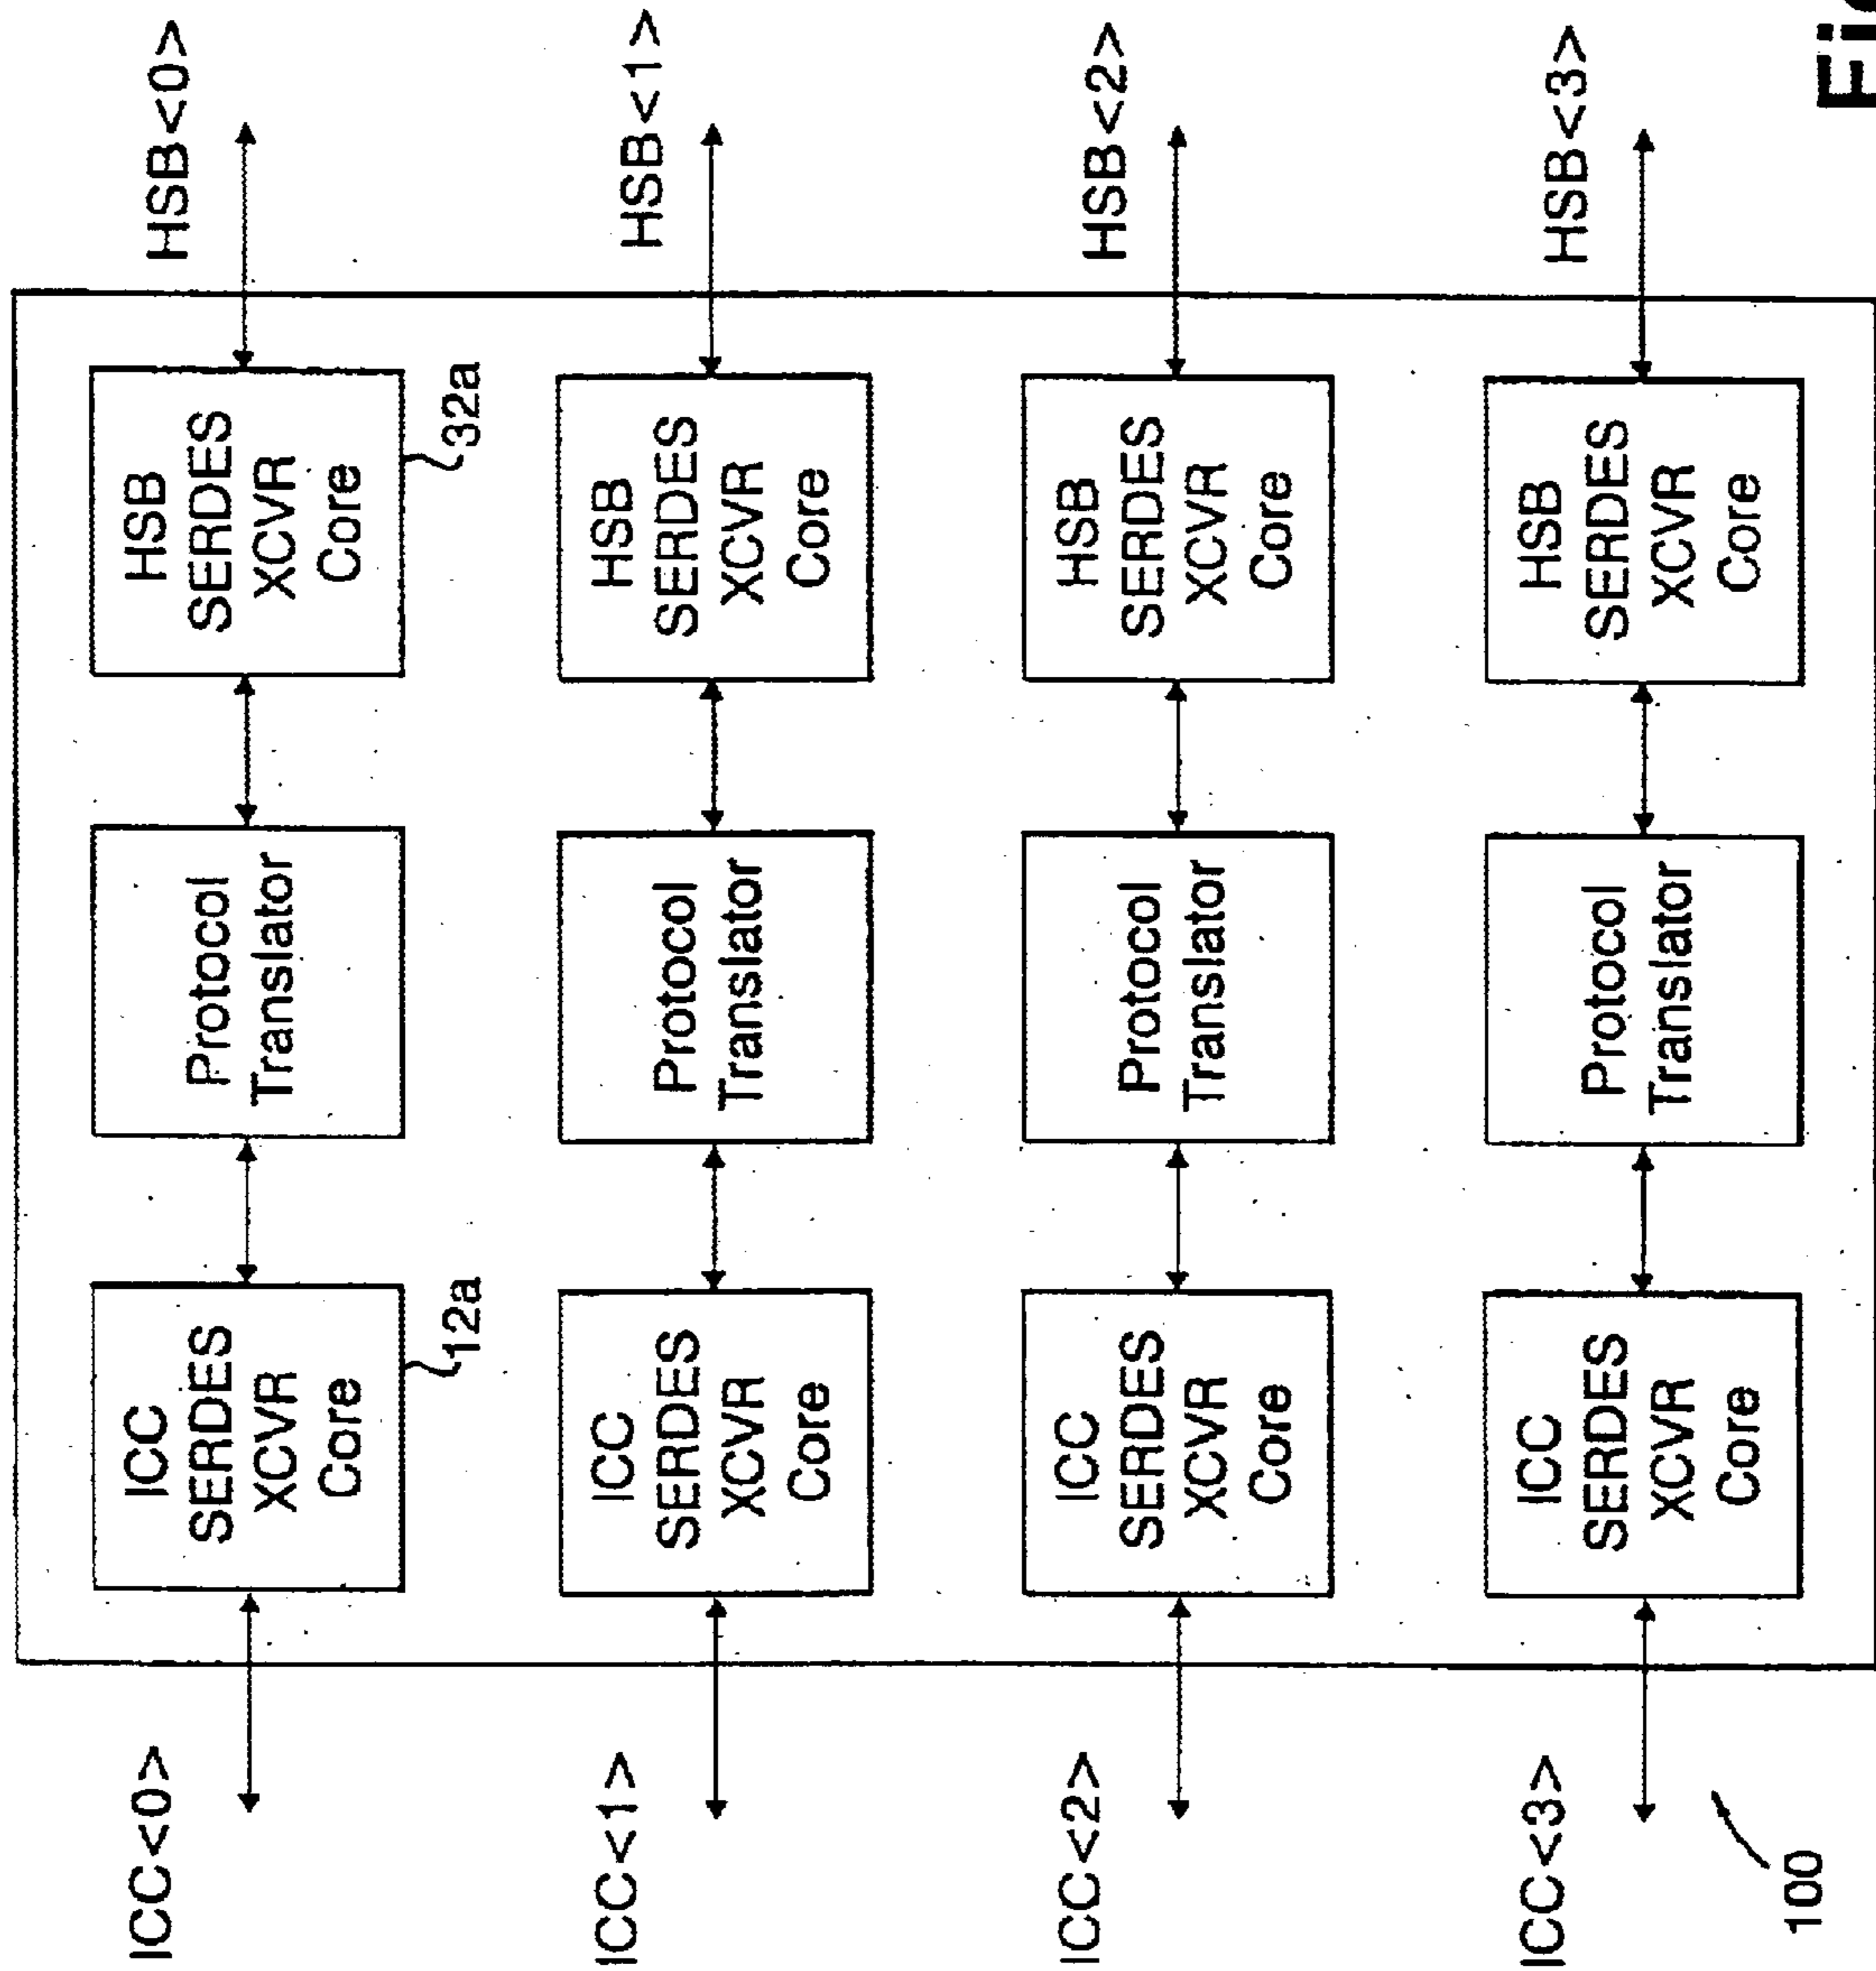 ICC<0>
ICC
SERDES
XCVR
Core
12a
Protocol
Translator
HSB
SERDES
XCVR
Core
32a
HSB<0>
ICC<1>
ICC
SERDES
XCVR
Core
Protocol
Translator
HSB
SERDES
XCVR
Core
HSB<1>
ICC<2>
ICC
SERDES
XCVR
Core
Protocol
Translator
HSB
SERDES
XCVR
Core
HSB<2>
ICC<3>
ICC
SERDES
XCVR
Core
Protocol
Translator
HSB
SERDES
XCVR
Core
HSB<3>
100